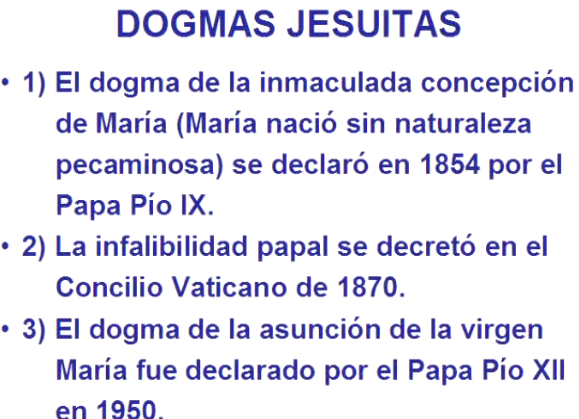 DOGMAS JESUITAS
• 1) El dogma de la inmaculada concepción
de María (María nació sin naturaleza
pecaminosa) se declaró en 1854 por el
Papa Pío IX.
• 2) La infalibilidad papal se decretó en el
Concilio Vaticano de 1870.
• 3) El dogma de la asunción de la virgen
María fue declarado por el Papa Pío XII
en 1950.